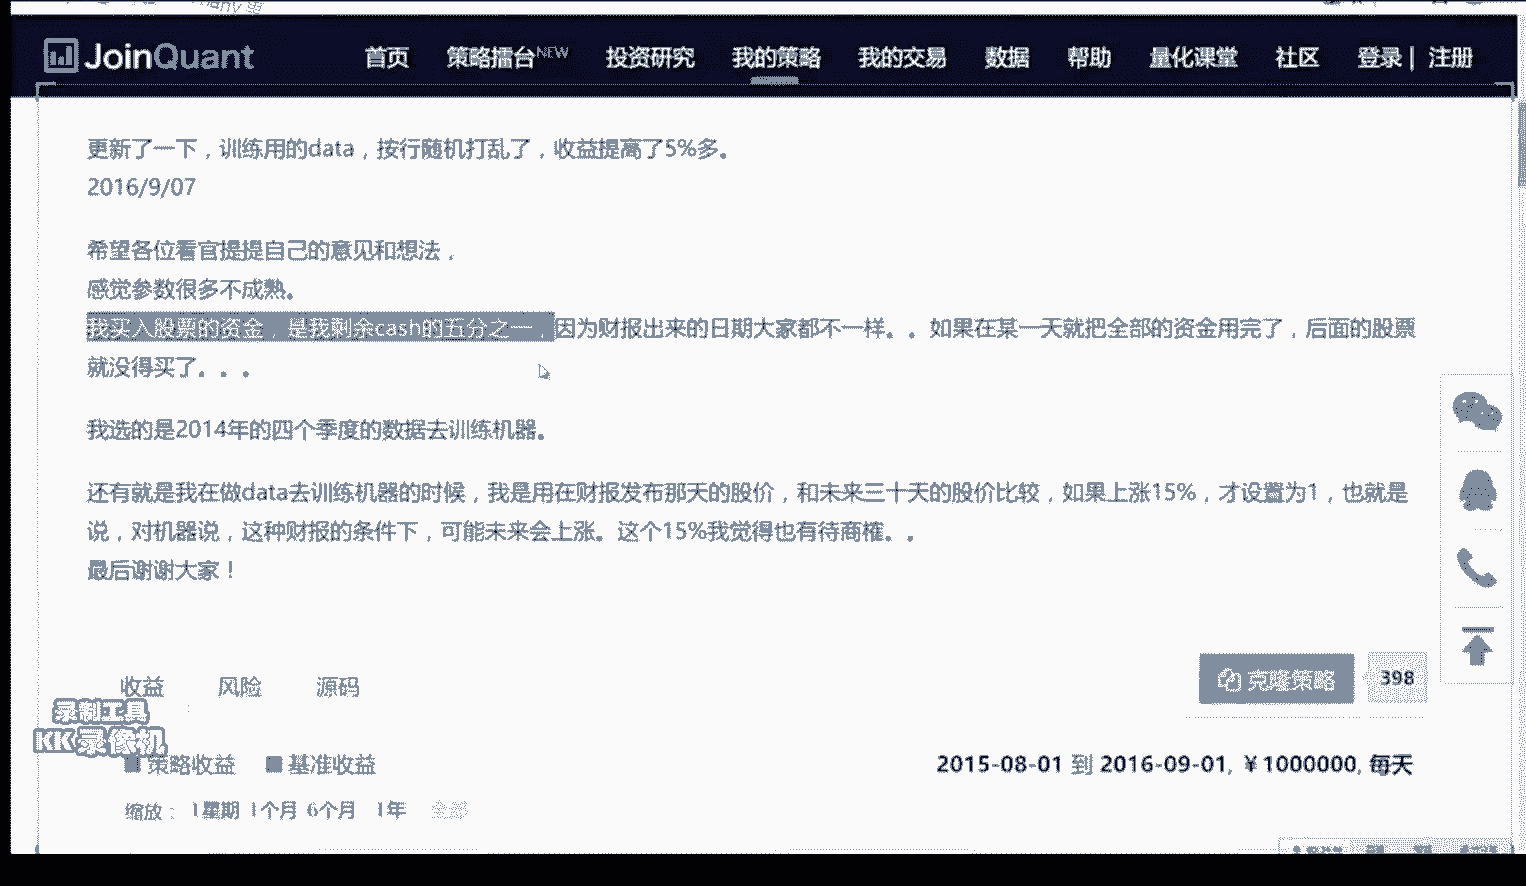 JoinQuant 首页 策略擂台NEW 投资研究 我的策略 我的交易 数据 帮助 量化课堂 社区 登录 | 注册
更新了一下，训练用的data，按行随机打乱了，收益提高了5%多。
2016/9/07
希望各位看官提提自己的意见和想法，
感觉参数很多不成熟。
我买入股票的资金，是我剩余cash的五分之一，因为财报出来的日期大家都不一样。。如果在某一天就把全部的资金用完了，后面的股票
就没得买了。。。
我选的是2014年的四个季度的数据去训练机器。
还有就是我在做data去训练机器的时候，我是用在财报发布那天的股价，和未来三十天的股价比较，如果上涨15%，才设置为1，也就是
说，对机器说，这种财报的条件下，可能未来会上涨。这个15%我觉得也有待商榷。。
最后谢谢大家！
收益 风险 源码 克隆策略 398
录制工具
KK录像机
策略收益 基准收益 2015-08-01 到 2016-09-01, ￥1000000, 每天
缩放： 1星期 1个月 6个月 1年 全部